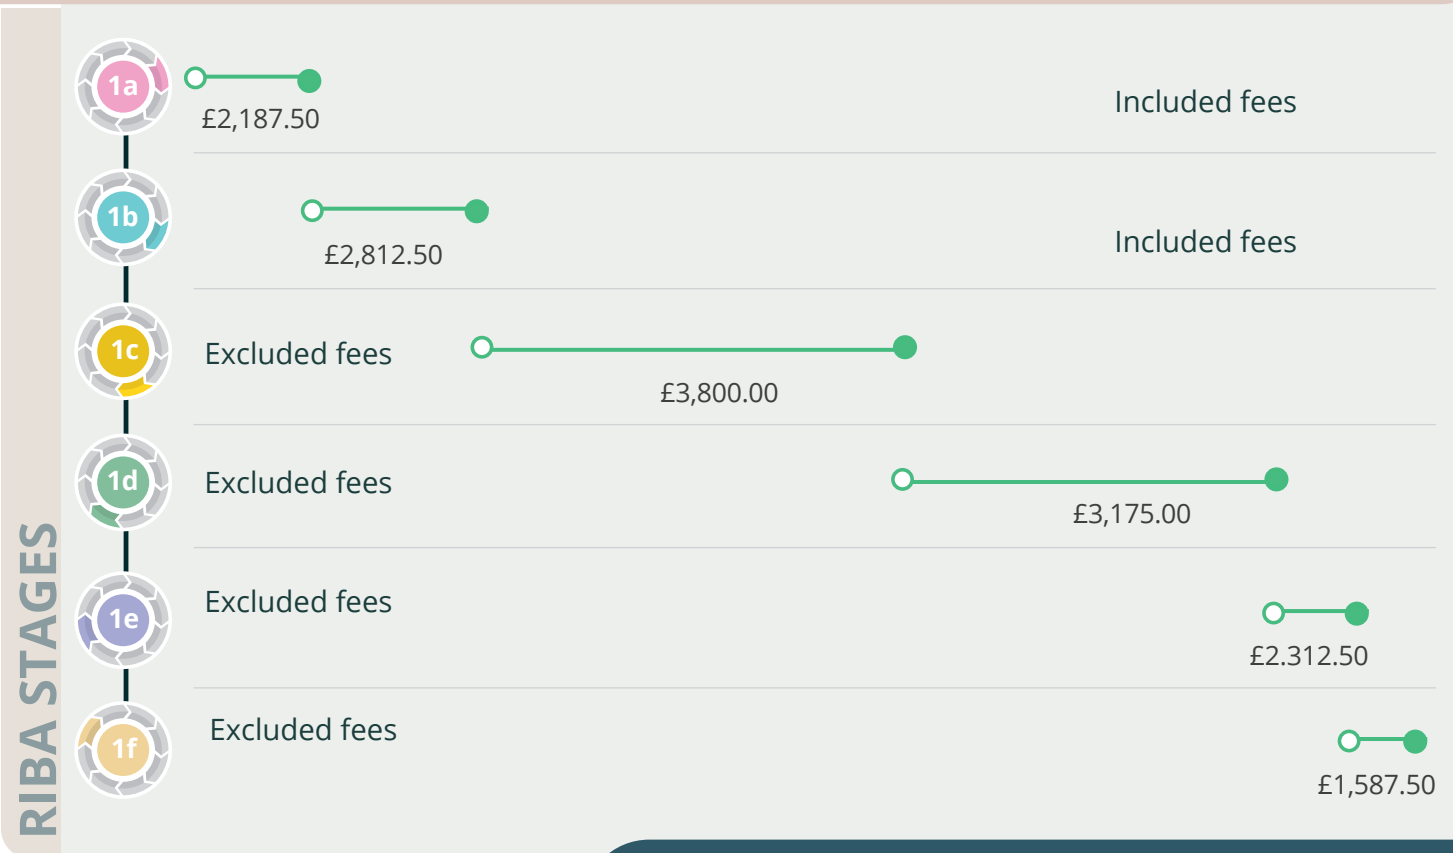 RIBA STAGES
1a
£2,187.50
Included fees
1b
£2,812.50
Included fees
1c
Excluded fees
£3,800.00
1d
Excluded fees
£3,175.00
1e
Excluded fees
£2.312.50
1f
Excluded fees
£1,587.50